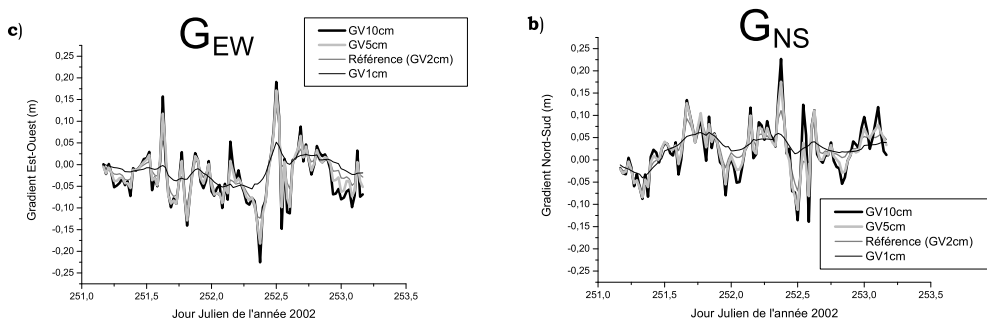 c)
G_EW
GV10cm
GV5cm
Référence (GV2cm)
GV1cm
Gradient Est-Ouest (m)
0,25
0,20
0,15
0,10
0,05
0,00
-0,05
-0,10
-0,15
-0,20
-0,25
251,0 251,5 252,0 252,5 253,0 253,5
Jour Julien de l'année 2002
b)
G_NS
Gradient Nord-Sud (m)
0,25
0,20
0,15
0,10
0,05
0,00
-0,05
-0,10
-0,15
-0,20
-0,25
GV10cm
GV5cm
Référence (GV2cm)
GV1cm
251,0 251,5 252,0 252,5 253,0 253,5
Jour Julien de l'année 2002